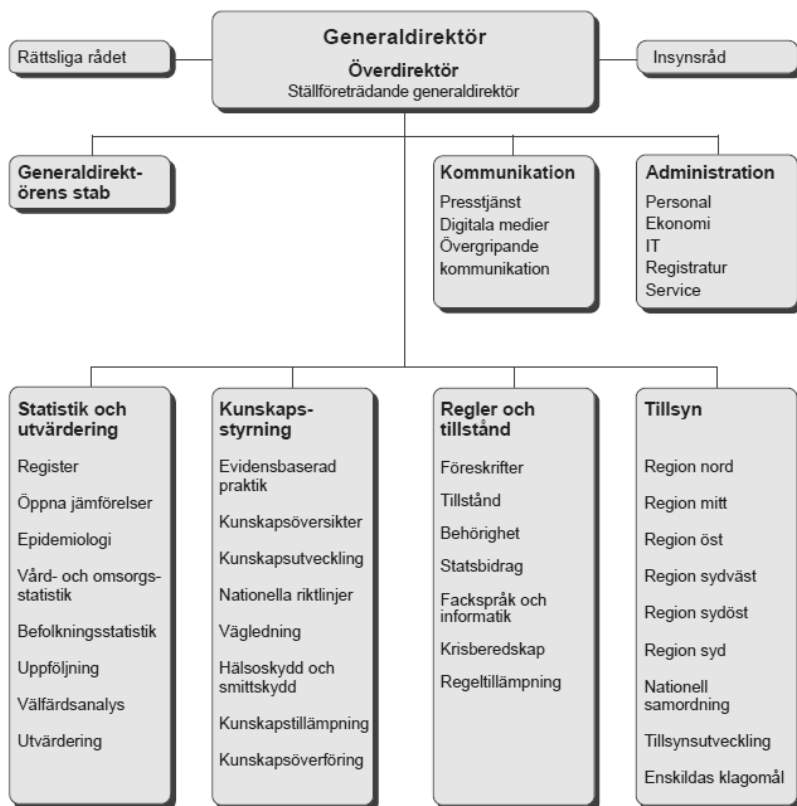 Generaldirektör
Överdirektör
Ställföreträdande generaldirektör
Rättsliga rådet
Insynsråd
Generaldirekt-
örens stab
Kommunikation
Presstjänst
Digitala medier
Övergripande
kommunikation
Administration
Personal
Ekonomi
IT
Registratur
Service
Statistik och
utvärdering
Register
Öppna jämförelser
Epidemiologi
Vård- och omsorgs-
statistik
Befolkningsstatistik
Uppföljning
Välfärdsanalys
Utvärdering
Kunskaps-
styrning
Evidensbaserad
praktik
Kunskapsöversikter
Kunskapsutveckling
Nationella riktlinjer
Vägledning
Hälsoskydd och
smittskydd
Kunskapstillämpning
Kunskapsöverföring
Regler och
tillstånd
Föreskrifter
Tillstånd
Behörighet
Statsbidrag
Fackspråk och
informatik
Krisberedskap
Regeltillämpning
Tillsyn
Region nord
Region mitt
Region öst
Region sydväst
Region sydöst
Region syd
Nationell
samordning
Tillsynsutveckling
Enskildas klagomål